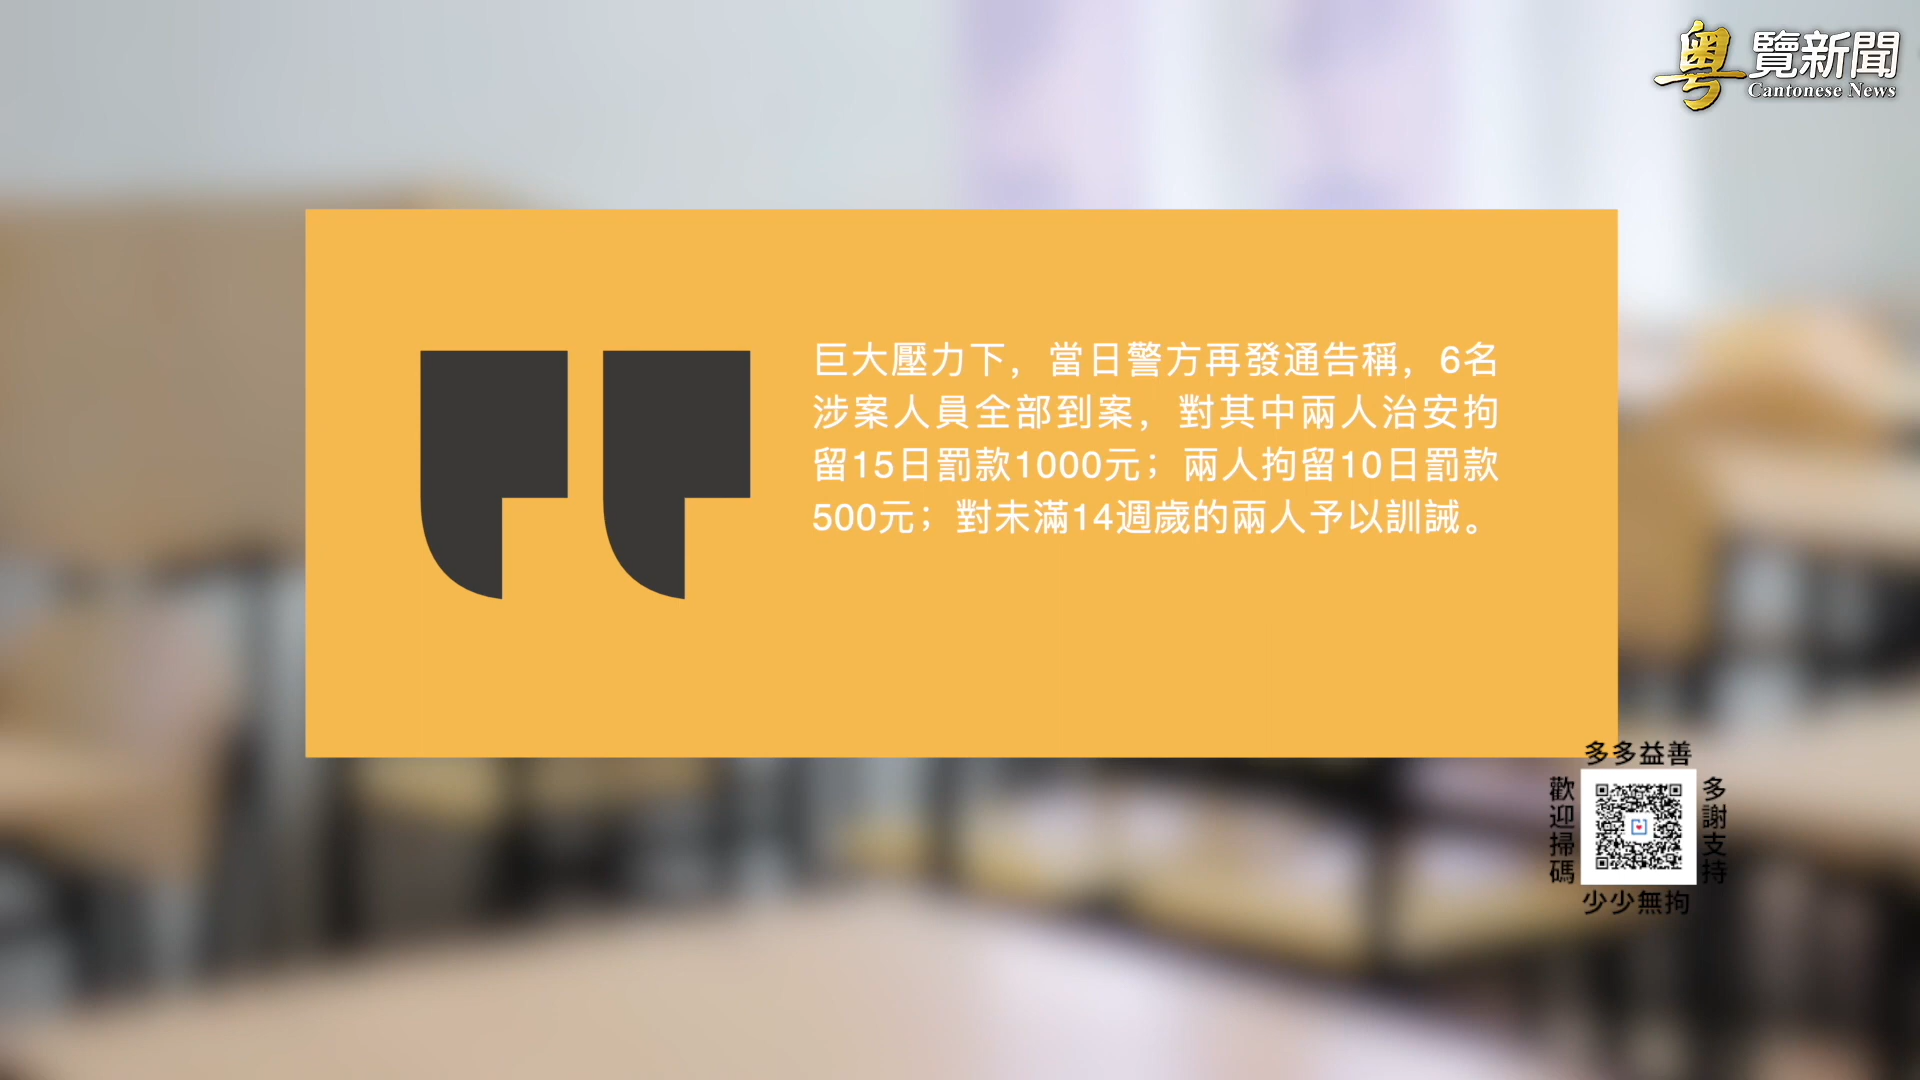 粵覽新聞
Cantonese News
巨大壓力下，當日警方再發通告稱，6名
涉案人員全部到案，對其中兩人治安拘
留15日罰款1000元；兩人拘留10日罰款
500元；對未滿14週歲的兩人予以訓誡。
多多益善
歡迎掃碼
多謝支持
少少無拘